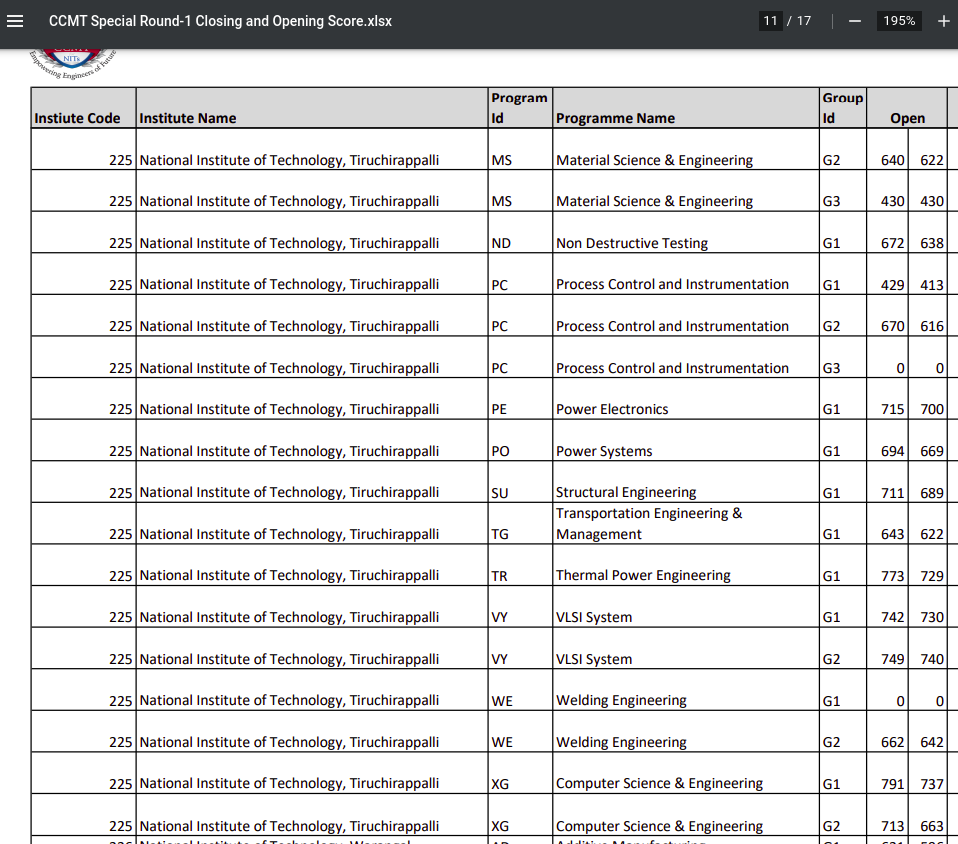 CCMT Special Round-1 Closing and Opening Score.xlsx 11 / 17 195%
NITs
Empowering Engineers of Future
Instiute Code Institute Name Program Id Programme Name Group Id Open
225 National Institute of Technology, Tiruchirappalli MS Material Science & Engineering G2 640 622
225 National Institute of Technology, Tiruchirappalli MS Material Science & Engineering G3 430 430
225 National Institute of Technology, Tiruchirappalli ND Non Destructive Testing G1 672 638
225 National Institute of Technology, Tiruchirappalli PC Process Control and Instrumentation G1 429 413
225 National Institute of Technology, Tiruchirappalli PC Process Control and Instrumentation G2 670 616
225 National Institute of Technology, Tiruchirappalli PC Process Control and Instrumentation G3 0 0
225 National Institute of Technology, Tiruchirappalli PE Power Electronics G1 715 700
225 National Institute of Technology, Tiruchirappalli PO Power Systems G1 694 669
225 National Institute of Technology, Tiruchirappalli SU Structural Engineering G1 711 689
225 National Institute of Technology, Tiruchirappalli TG Transportation Engineering & Management G1 643 622
225 National Institute of Technology, Tiruchirappalli TR Thermal Power Engineering G1 773 729
225 National Institute of Technology, Tiruchirappalli VY VLSI System G1 742 730
225 National Institute of Technology, Tiruchirappalli VY VLSI System G2 749 740
225 National Institute of Technology, Tiruchirappalli WE Welding Engineering G1 0 0
225 National Institute of Technology, Tiruchirappalli WE Welding Engineering G2 662 642
225 National Institute of Technology, Tiruchirappalli XG Computer Science & Engineering G1 791 737
225 National Institute of Technology, Tiruchirappalli XG Computer Science & Engineering G2 713 663